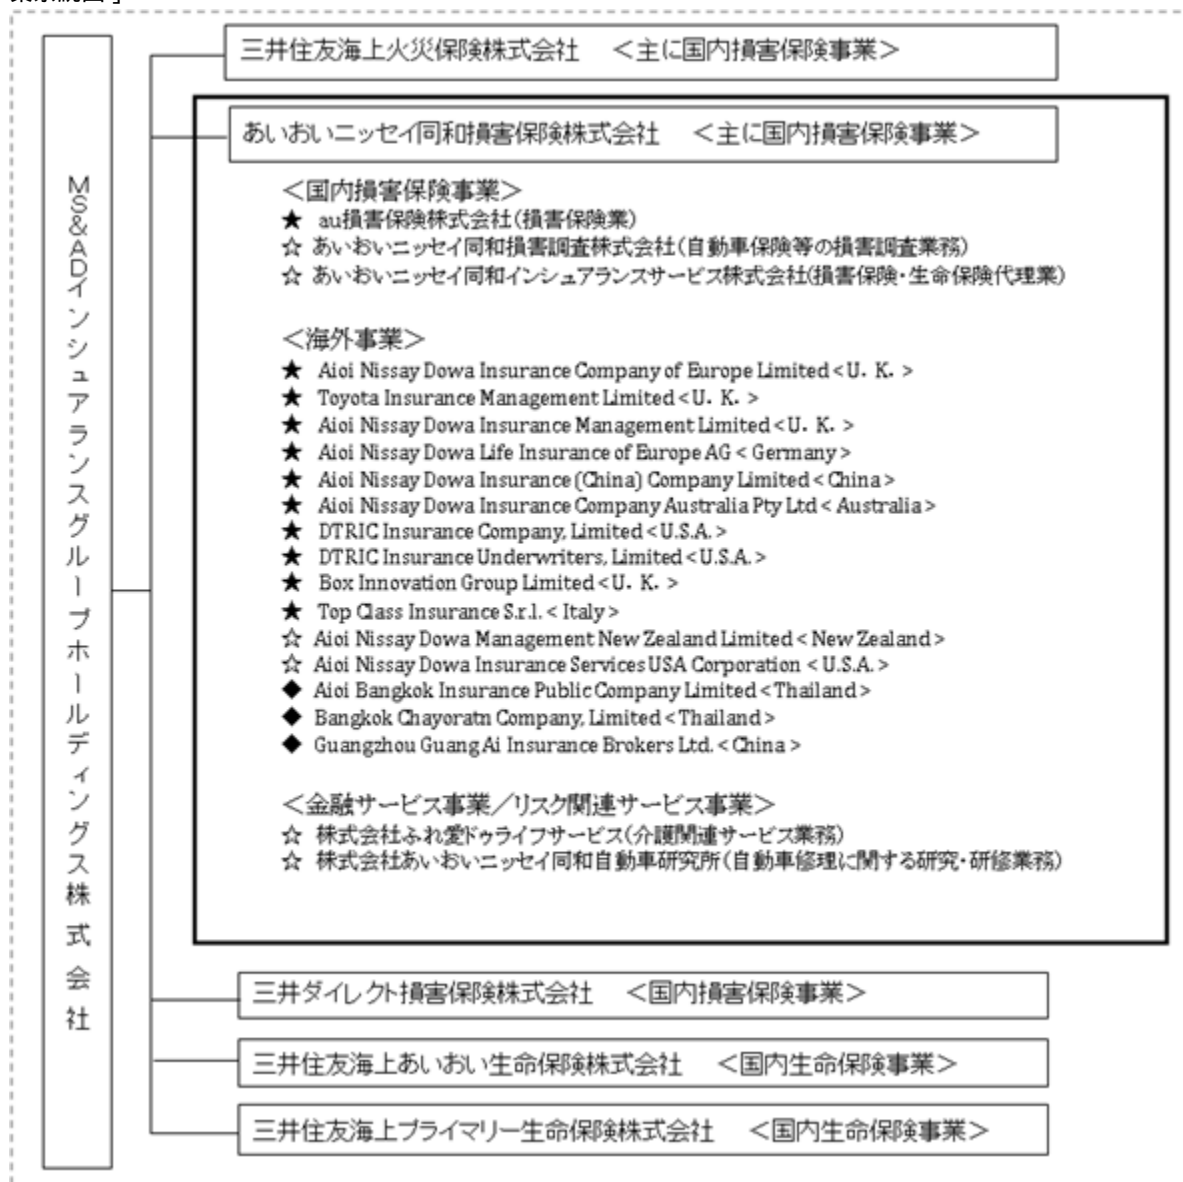 MS&ADインシュアランスグループホールディングス株式会社
三井住友海上火災保険株式会社 ＜主に国内損害保険事業＞
あいおいニッセイ同和損害保険株式会社 ＜主に国内損害保険事業＞
＜国内損害保険事業＞
★ au損害保険株式会社(損害保険業)
☆ あいおいニッセイ同和損害調査株式会社(自動車保険等の損害調査業務)
☆ あいおいニッセイ同和インシュアランスサービス株式会社(損害保険・生命保険代理業)
＜海外事業＞
★ Aioi Nissay Dowa Insurance Company of Europe Limited <U. K. >
★ Toyota Insurance Management Limited <U. K. >
★ Aioi Nissay Dowa Insurance Management Limited <U. K. >
★ Aioi Nissay Dowa Life Insurance of Europe AG < Germany >
★ Aioi Nissay Dowa Insurance (China) Company Limited < China >
★ Aioi Nissay Dowa Insurance Company Australia Pty Ltd < Australia >
★ DTRIC Insurance Company, Limited <U.S.A. >
★ DTRIC Insurance Underwriters, Limited <U.S.A. >
★ Box Innovation Group Limited <U. K. >
★ Top Class Insurance S.r.l. < Italy >
☆ Aioi Nissay Dowa Management New Zealand Limited < New Zealand >
☆ Aioi Nissay Dowa Insurance Services USA Corporation < U.S.A. >
◆ Aioi Bangkok Insurance Public Company Limited <Thailand >
◆ Bangkok Chayoratn Company, Limited <Thailand >
◆ Guangzhou Guang Ai Insurance Brokers Ltd. < China >
＜金融サービス事業／リスク関連サービス事業＞
☆ 株式会社ふれ愛ドゥライフサービス(介護関連サービス業務)
☆ 株式会社あいおいニッセイ同和自動車研究所(自動車修理に関する研究・研修業務)
三井ダイレクト損害保険株式会社 ＜国内損害保険事業＞
三井住友海上あいおい生命保険株式会社 ＜国内生命保険事業＞
三井住友海上プライマリー生命保険株式会社 ＜国内生命保険事業＞